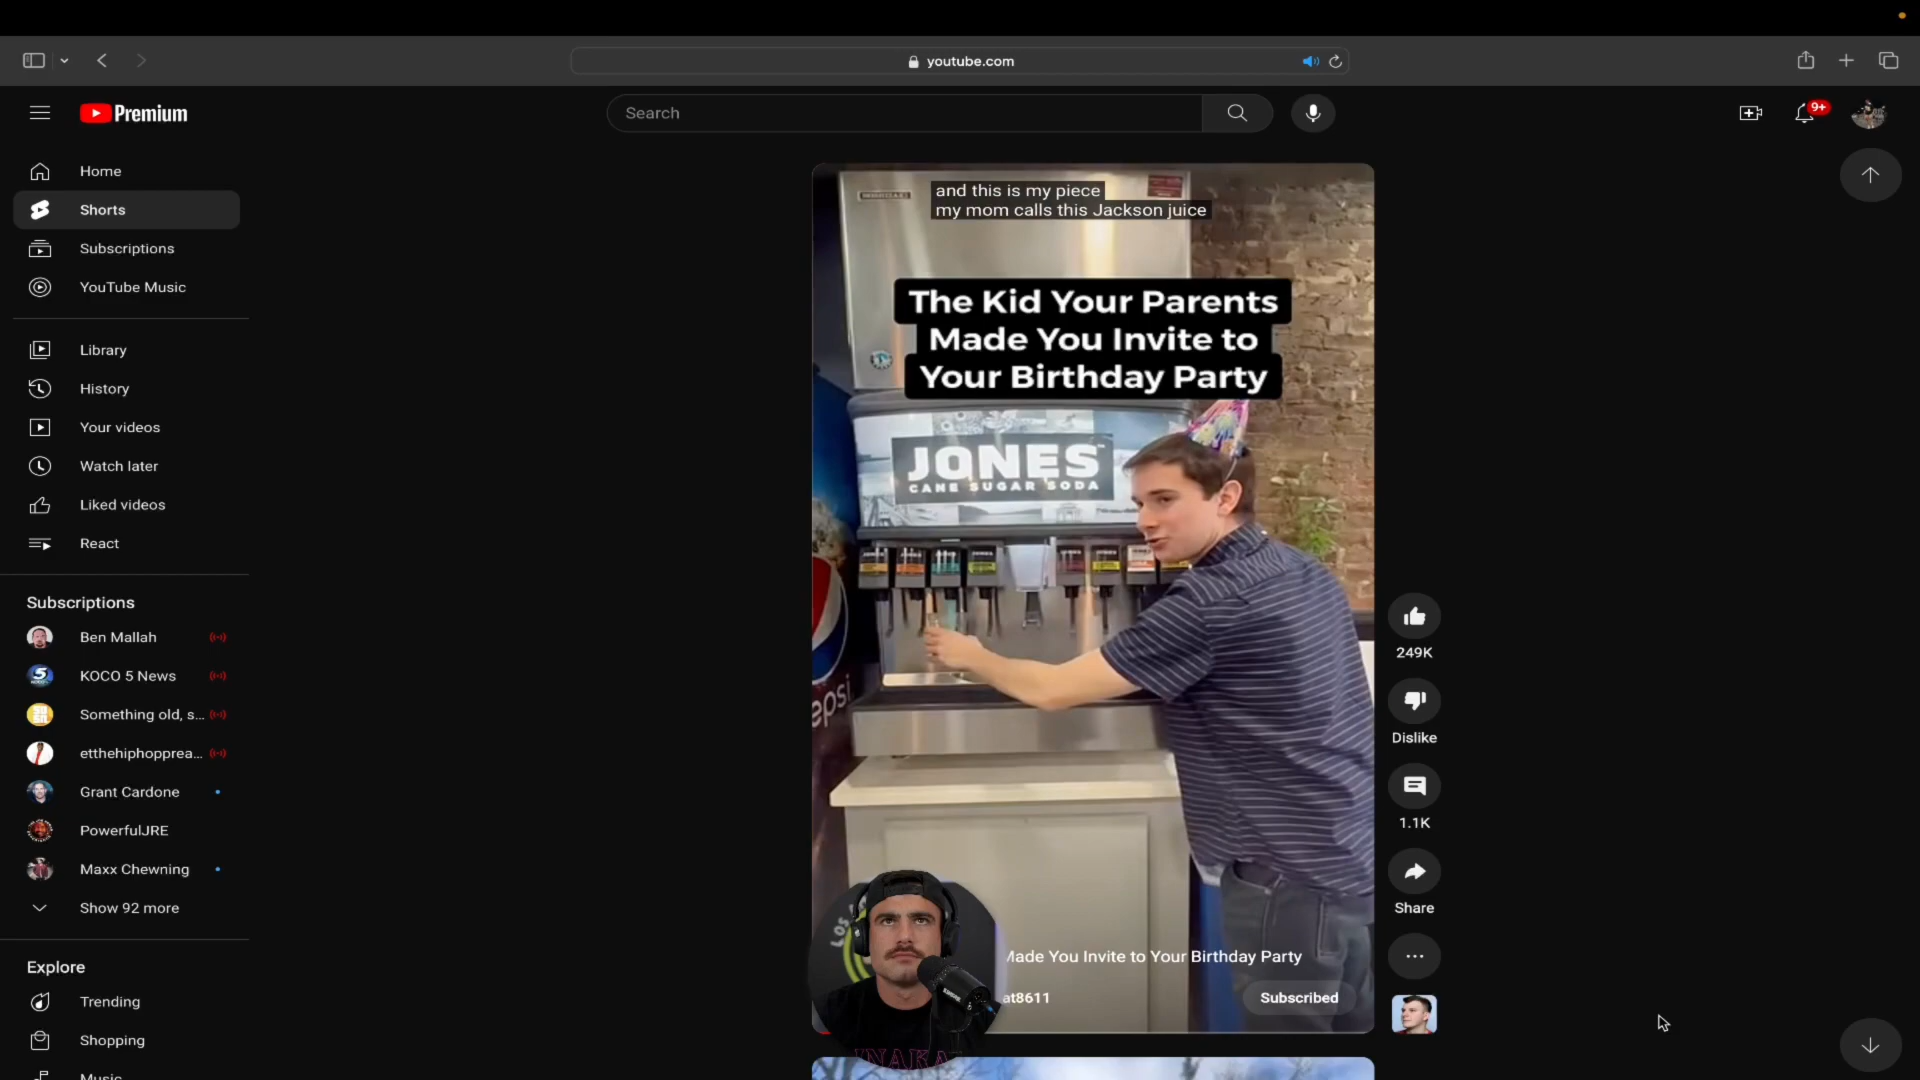 youtube.com
Premium
Search
9+
Home
Shorts
Subscriptions
YouTube Music
Library
History
Your videos
Watch later
Liked videos
React
Subscriptions
Ben Mallah
KOCO 5 News
Something old, s...
etthehiphopprea...
Grant Cardone
PowerfulJRE
Maxx Chewning
Show 92 more
Explore
Trending
Shopping
Music
and this is my piece
my mom calls this Jackson juice
The Kid Your Parents
Made You Invite to
Your Birthday Party
JONES
CANE SUGAR SODA
epsi
LOS
Made You Invite to Your Birthday Party
at8611
Subscribed
249K
Dislike
1.1K
Share